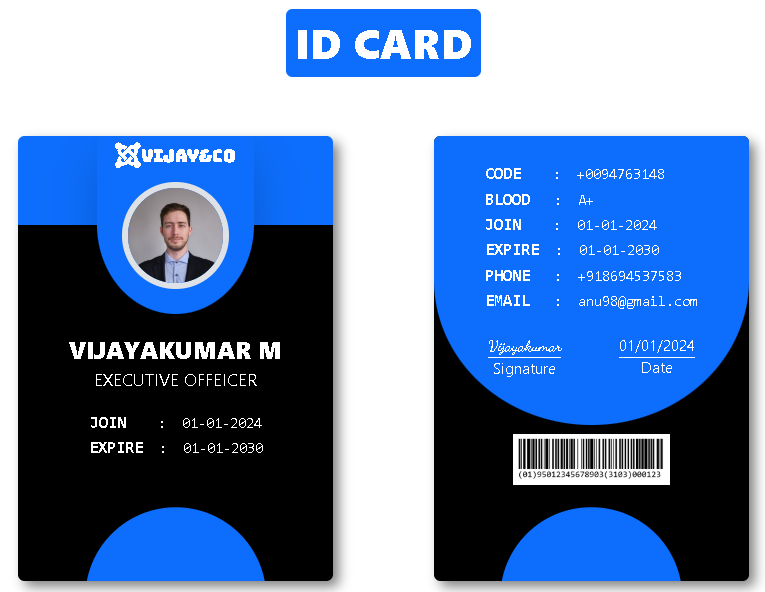 ID CARD
VIJAY&CO
VIJAYAKUMAR M
EXECUTIVE OFFEICER
JOIN : 01-01-2024
EXPIRE : 01-01-2030
CODE : +0094763148
BLOOD : A+
JOIN : 01-01-2024
EXPIRE : 01-01-2030
PHONE : +918694537583
EMAIL : anu98@gmail.com
Vijayakumar 01/01/2024
Signature Date
(01)95012345678903(3103)000123